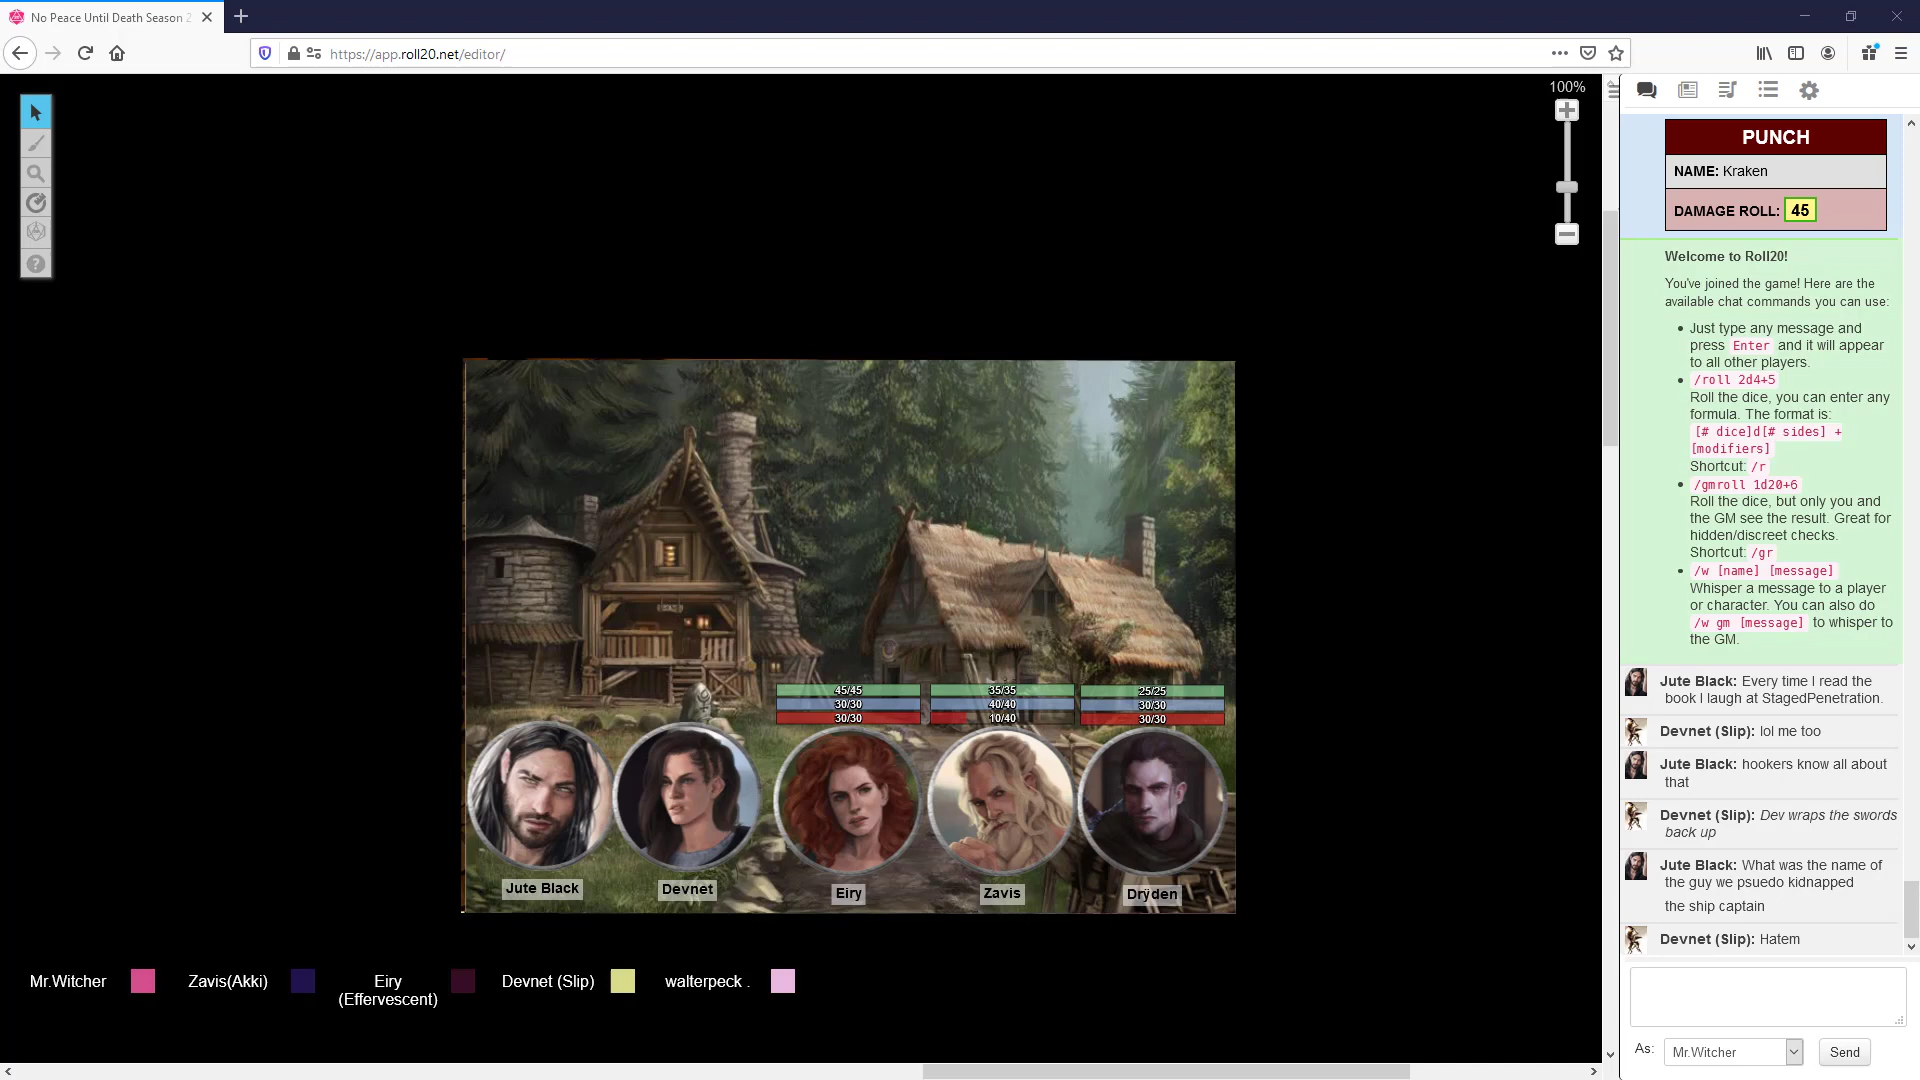 No Peace Until Death Season 2
https://app.roll20.net/editor/
100%
PUNCH
NAME: Kraken
DAMAGE ROLL: 45
Welcome to Roll20!
You've joined the game! Here are the
available chat commands you can use:
Just type any message and
press Enter and it will appear
to all other players.
/roll 2d4+5
Roll the dice, you can enter any
formula. The format is:
[# dice]d[# sides] +
[modifiers]
Shortcut: /r
/gmroll 1d20+6
Roll the dice, but only you and
the GM see the result. Great for
hidden/discreet checks.
Shortcut: /gr
/w [name] [message]
Whisper a message to a player
or character. You can also do
/w gm [message] to whisper to
the GM.
Jute Black: Every time I read the
book I laugh at StagedPenetration.
Devnet (Slip): lol me too
Jute Black: hookers know all about
that
Devnet (Slip): Dev wraps the swords
back up
Jute Black: What was the name of
the guy we psuedo kidnapped
the ship captain
Devnet (Slip): Hatem
As: Mr.Witcher Send
45/45 35/35 25/25
30/30 40/40 30/30
30/30 10/40 30/30
Jute Black Devnet Eiry Zavis Drÿden
Mr.Witcher Zavis(Akki) Eiry Devnet (Slip) walterpeck .
(Effervescent)